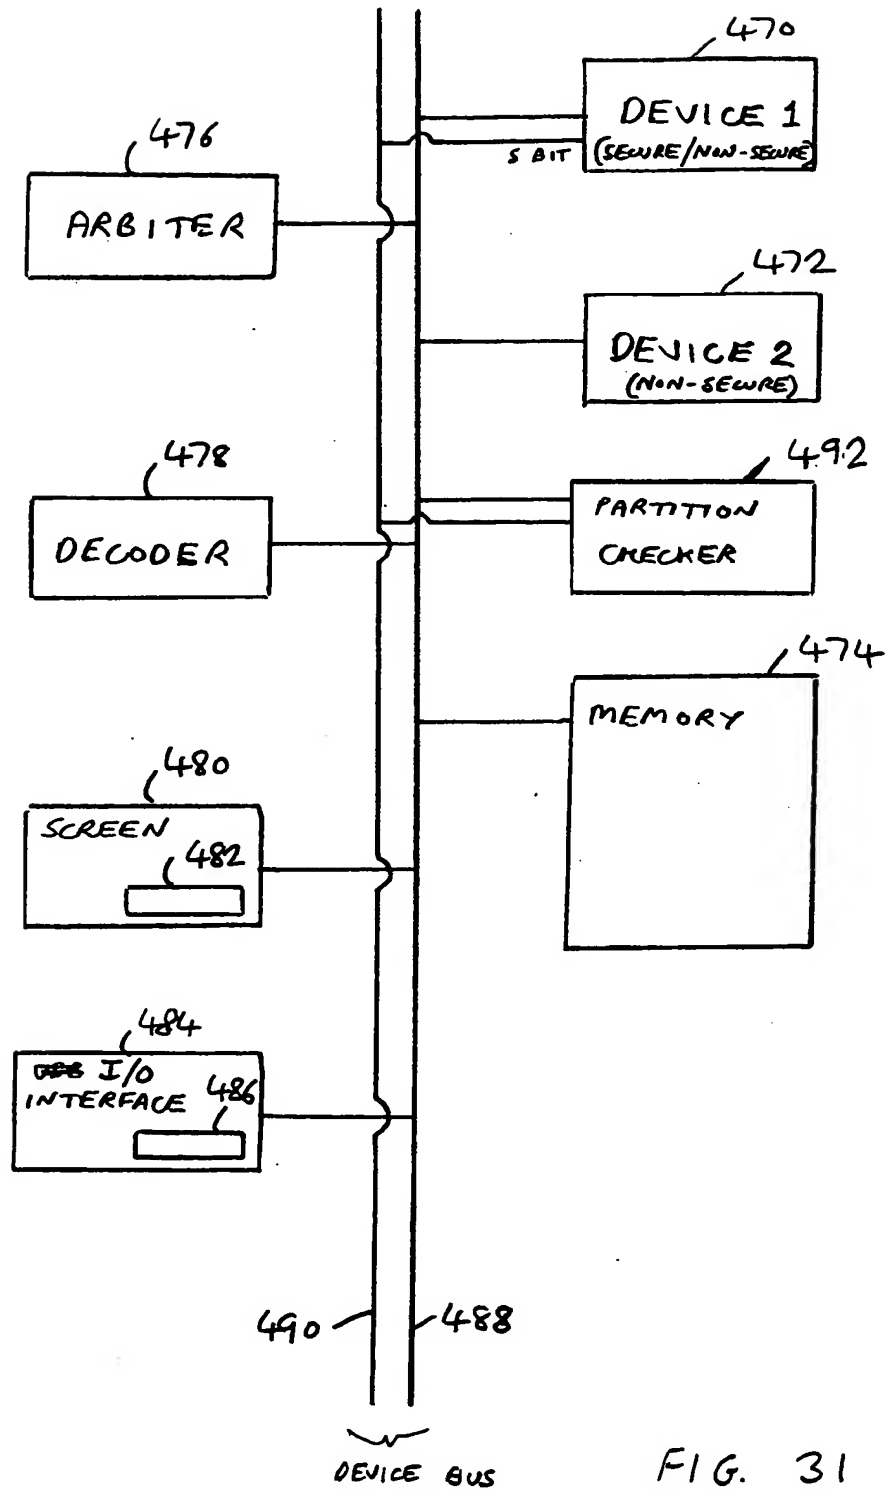 470
DEVICE 1
(SECURE/NON-SECURE)
S BIT
476
ARBITER
472
DEVICE 2
(NON-SECURE)
478
DECODER
492
PARTITION
CHECKER
474
MEMORY
480
SCREEN
482
484
I/O
INTERFACE
486
490
488
DEVICE BUS
FIG. 31